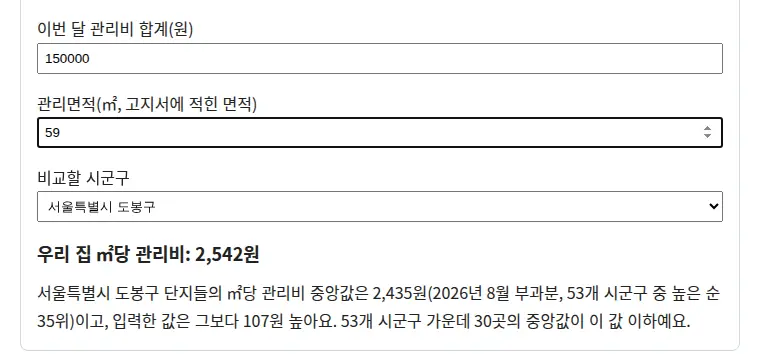 이번 달 관리비 합계(원)
150000
관리면적(㎡, 고지서에 적힌 면적)
59
비교할 시군구
서울특별시 도봉구
우리 집 ㎡당 관리비: 2,542원
서울특별시 도봉구 단지들의 ㎡당 관리비 중앙값은 2,435원(2026년 8월 부과분, 53개 시군구 중 높은 순
35위)이고, 입력한 값은 그보다 107원 높아요. 53개 시군구 가운데 30곳의 중앙값이 이 값 이하예요.